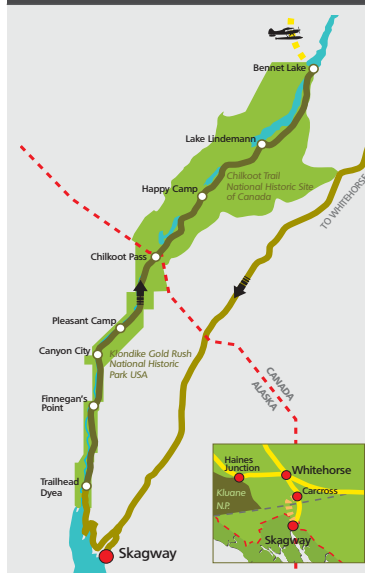 Bennet Lake
Lake Lindemann
Chilkoot Trail
National Historic Site
of Canada
Happy Camp
TO WHITEHORSE
Chilkoot Pass
Pleasant Camp
Canyon City
Klondike Gold Rush
National Historic
Park USA
CANADA
ALASKA
Finnegan's
Point
Trailhead
Dyea
Skagway
Haines
Junction
Whitehorse
Kluane
N.P.
Carcross
Skagway